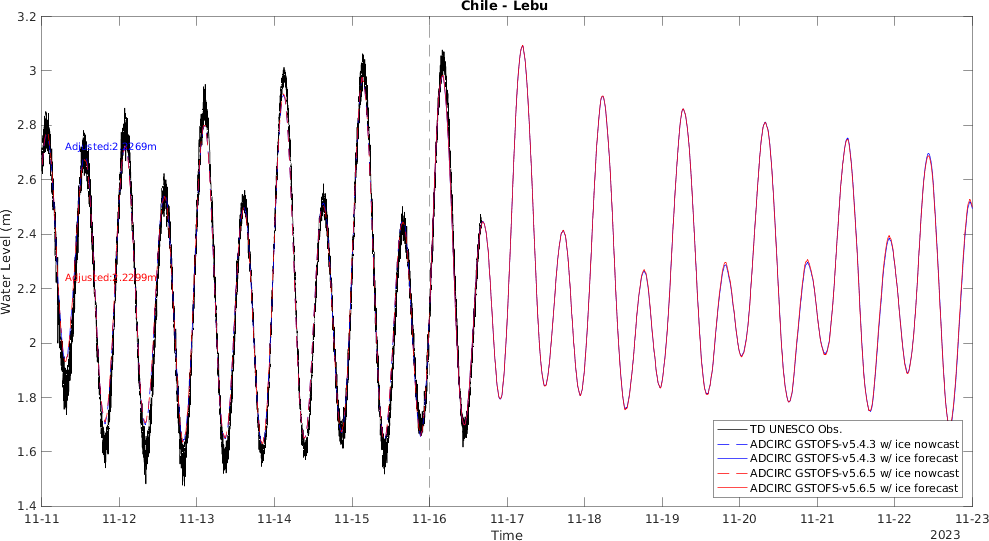 Chile - Lebu
3.2
3
2.8
2.6
2.4
2.2
2
1.8
1.6
1.4
Water Level (m)
Adjusted:2.2269m
Adjusted:2.2299m
TD UNESCO Obs.
ADCIRC GSTOFS-v5.4.3 w/ ice nowcast
ADCIRC GSTOFS-v5.4.3 w/ ice forecast
ADCIRC GSTOFS-v5.6.5 w/ ice nowcast
ADCIRC GSTOFS-v5.6.5 w/ ice forecast
11-11 11-12 11-13 11-14 11-15 11-16 11-17 11-18 11-19 11-20 11-21 11-22 11-23
Time
2023